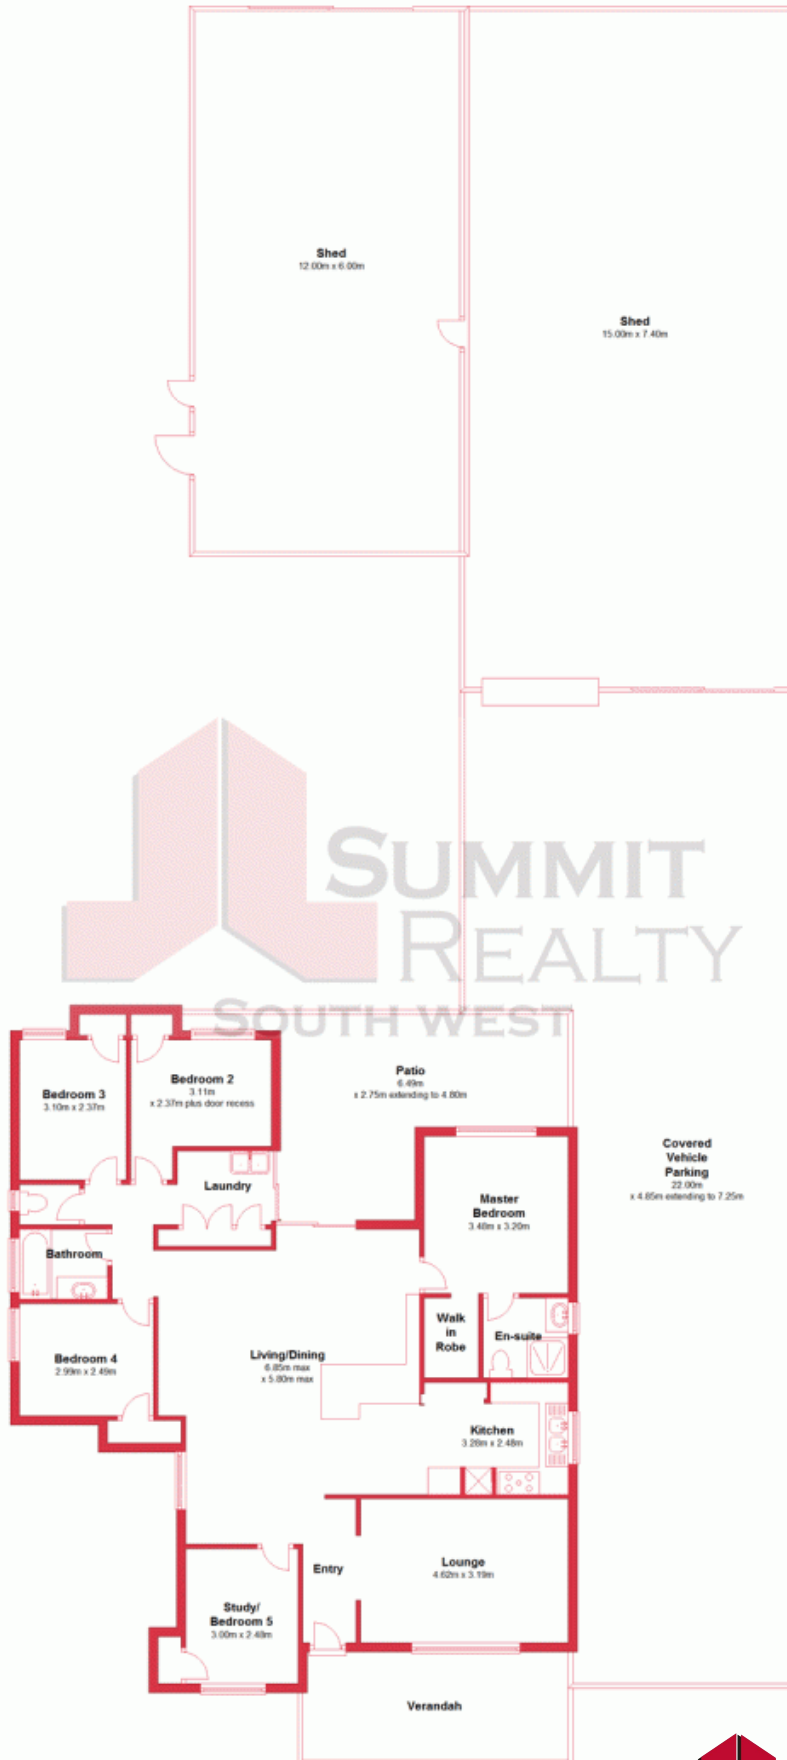 Shed
12.00m x 6.00m
Shed
15.00m x 7.40m
SUMMIT
REALTY
SOUTH WEST
Bedroom 3
3.10m x 2.37m
Bedroom 2
3.11m
x 2.37m plus door recess
Patio
6.49m
x 2.75m extending to 4.80m
Laundry
Master
Bedroom
3.48m x 3.20m
Covered
Vehicle
Parking
22.00m
x 4.85m extending to 7.25m
Bathroom
Walk
in
Robe
En-suite
Bedroom 4
2.99m x 2.49m
Living/Dining
6.85m max
x 5.80m max
Kitchen
3.28m x 2.48m
Entry
Lounge
4.62m x 3.19m
Study/
Bedroom 5
3.00m x 2.48m
Verandah